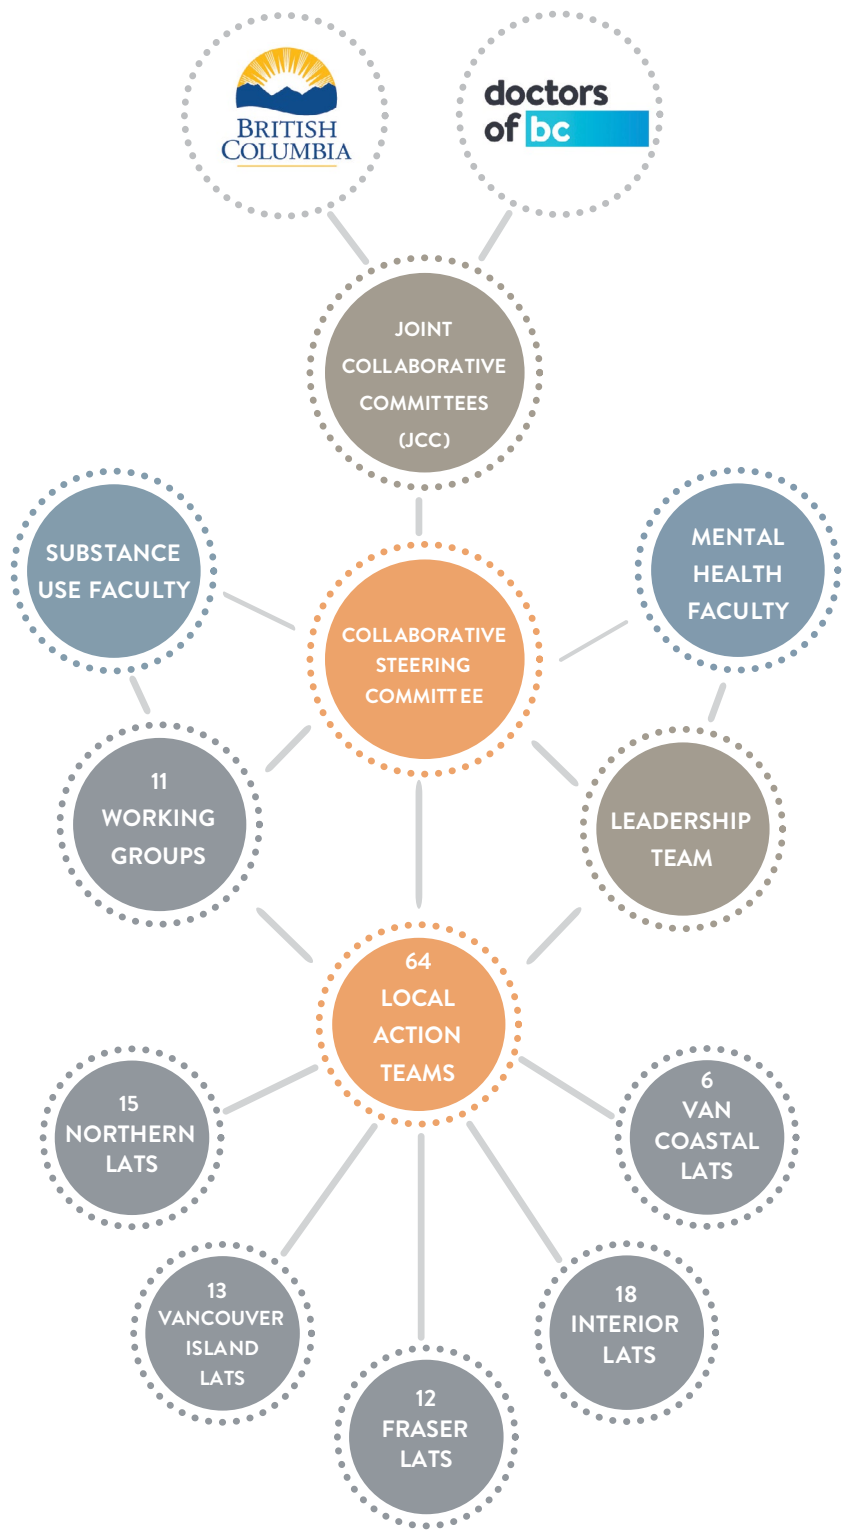 BRITISH
COLUMBIA
doctors
of bc
JOINT
COLLABORATIVE
COMMITTEES
(JCC)
SUBSTANCE
USE FACULTY
MENTAL
HEALTH
FACULTY
COLLABORATIVE
STEERING
COMMITTEE
11
WORKING
GROUPS
LEADERSHIP
TEAM
64
LOCAL
ACTION
TEAMS
15
NORTHERN
LATS
6
VAN
COASTAL
LATS
13
VANCOUVER
ISLAND
LATS
18
INTERIOR
LATS
12
FRASER
LATS